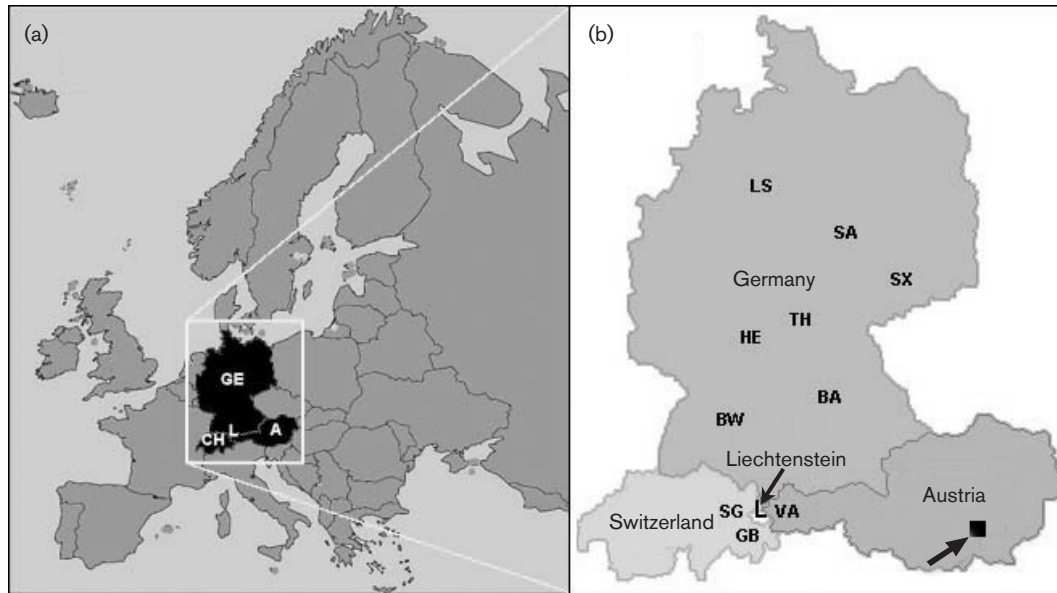 (a)
GE
L
CH
A
(b)
LS
SA
Germany
SX
TH
HE
BA
BW
Liechtenstein
Austria
SG
L
VA
Switzerland
GB